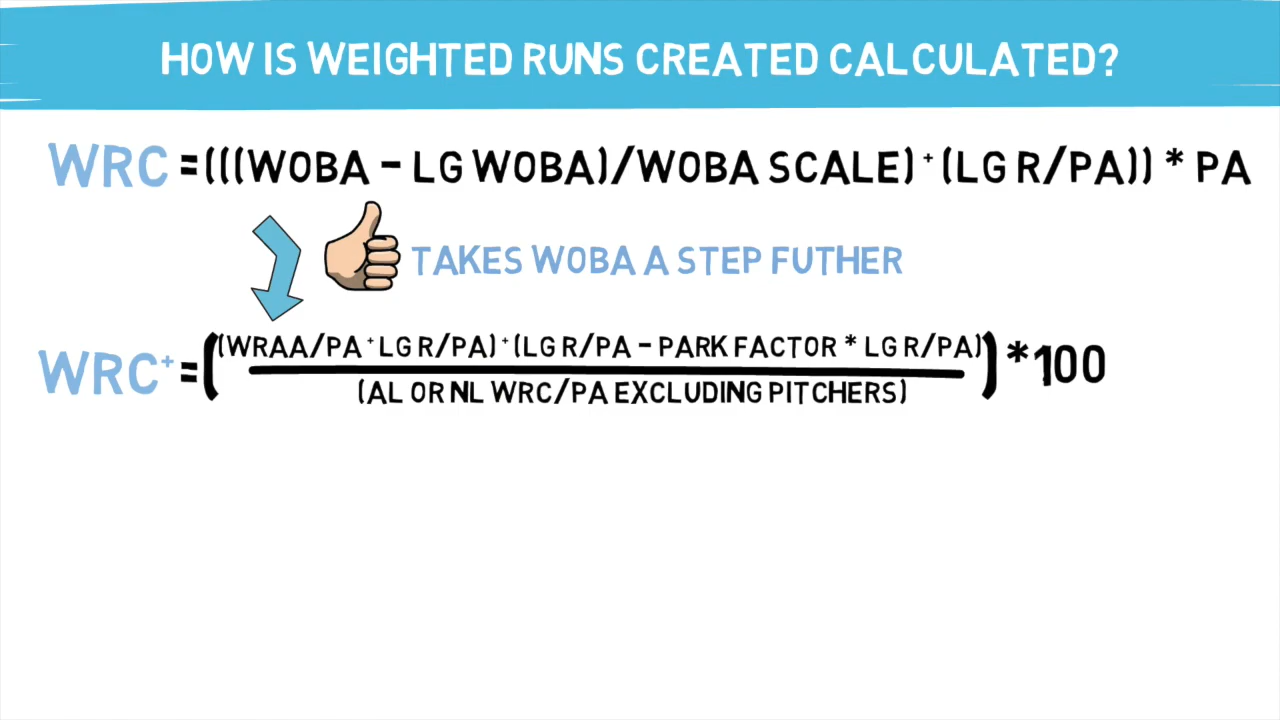 HOW IS WEIGHTED RUNS CREATED CALCULATED?
WRC =(((WOBA - LG WOBA)/WOBA SCALE) + (LG R/PA)) * PA
TAKES WOBA A STEP FUTHER
(WRAA/PA + LG R/PA) + (LG R/PA - PARK FACTOR * LG R/PA)
WRC+ =( ) *100
(AL OR NL WRC/PA EXCLUDING PITCHERS)